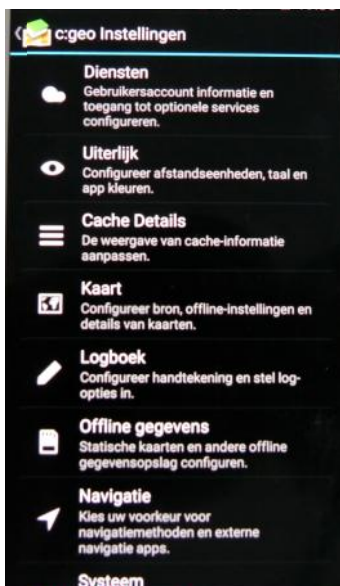 c:geo Instellingen
Diensten
Gebruikersaccount informatie en
toegang tot optionele services
configureren.
Uiterlijk
Configureer afstandseenheden, taal en
app kleuren.
Cache Details
De weergave van cache-informatie
aanpassen.
Kaart
Configureer bron, offline-instellingen en
details van kaarten.
Logboek
Configureer handtekening en stel log-
opties in.
Offline gegevens
Statische kaarten en andere offline
gegevensopslag configuren.
Navigatie
Kies uw voorkeur voor
navigatiemethoden en externe
navigatie apps.
Systeem